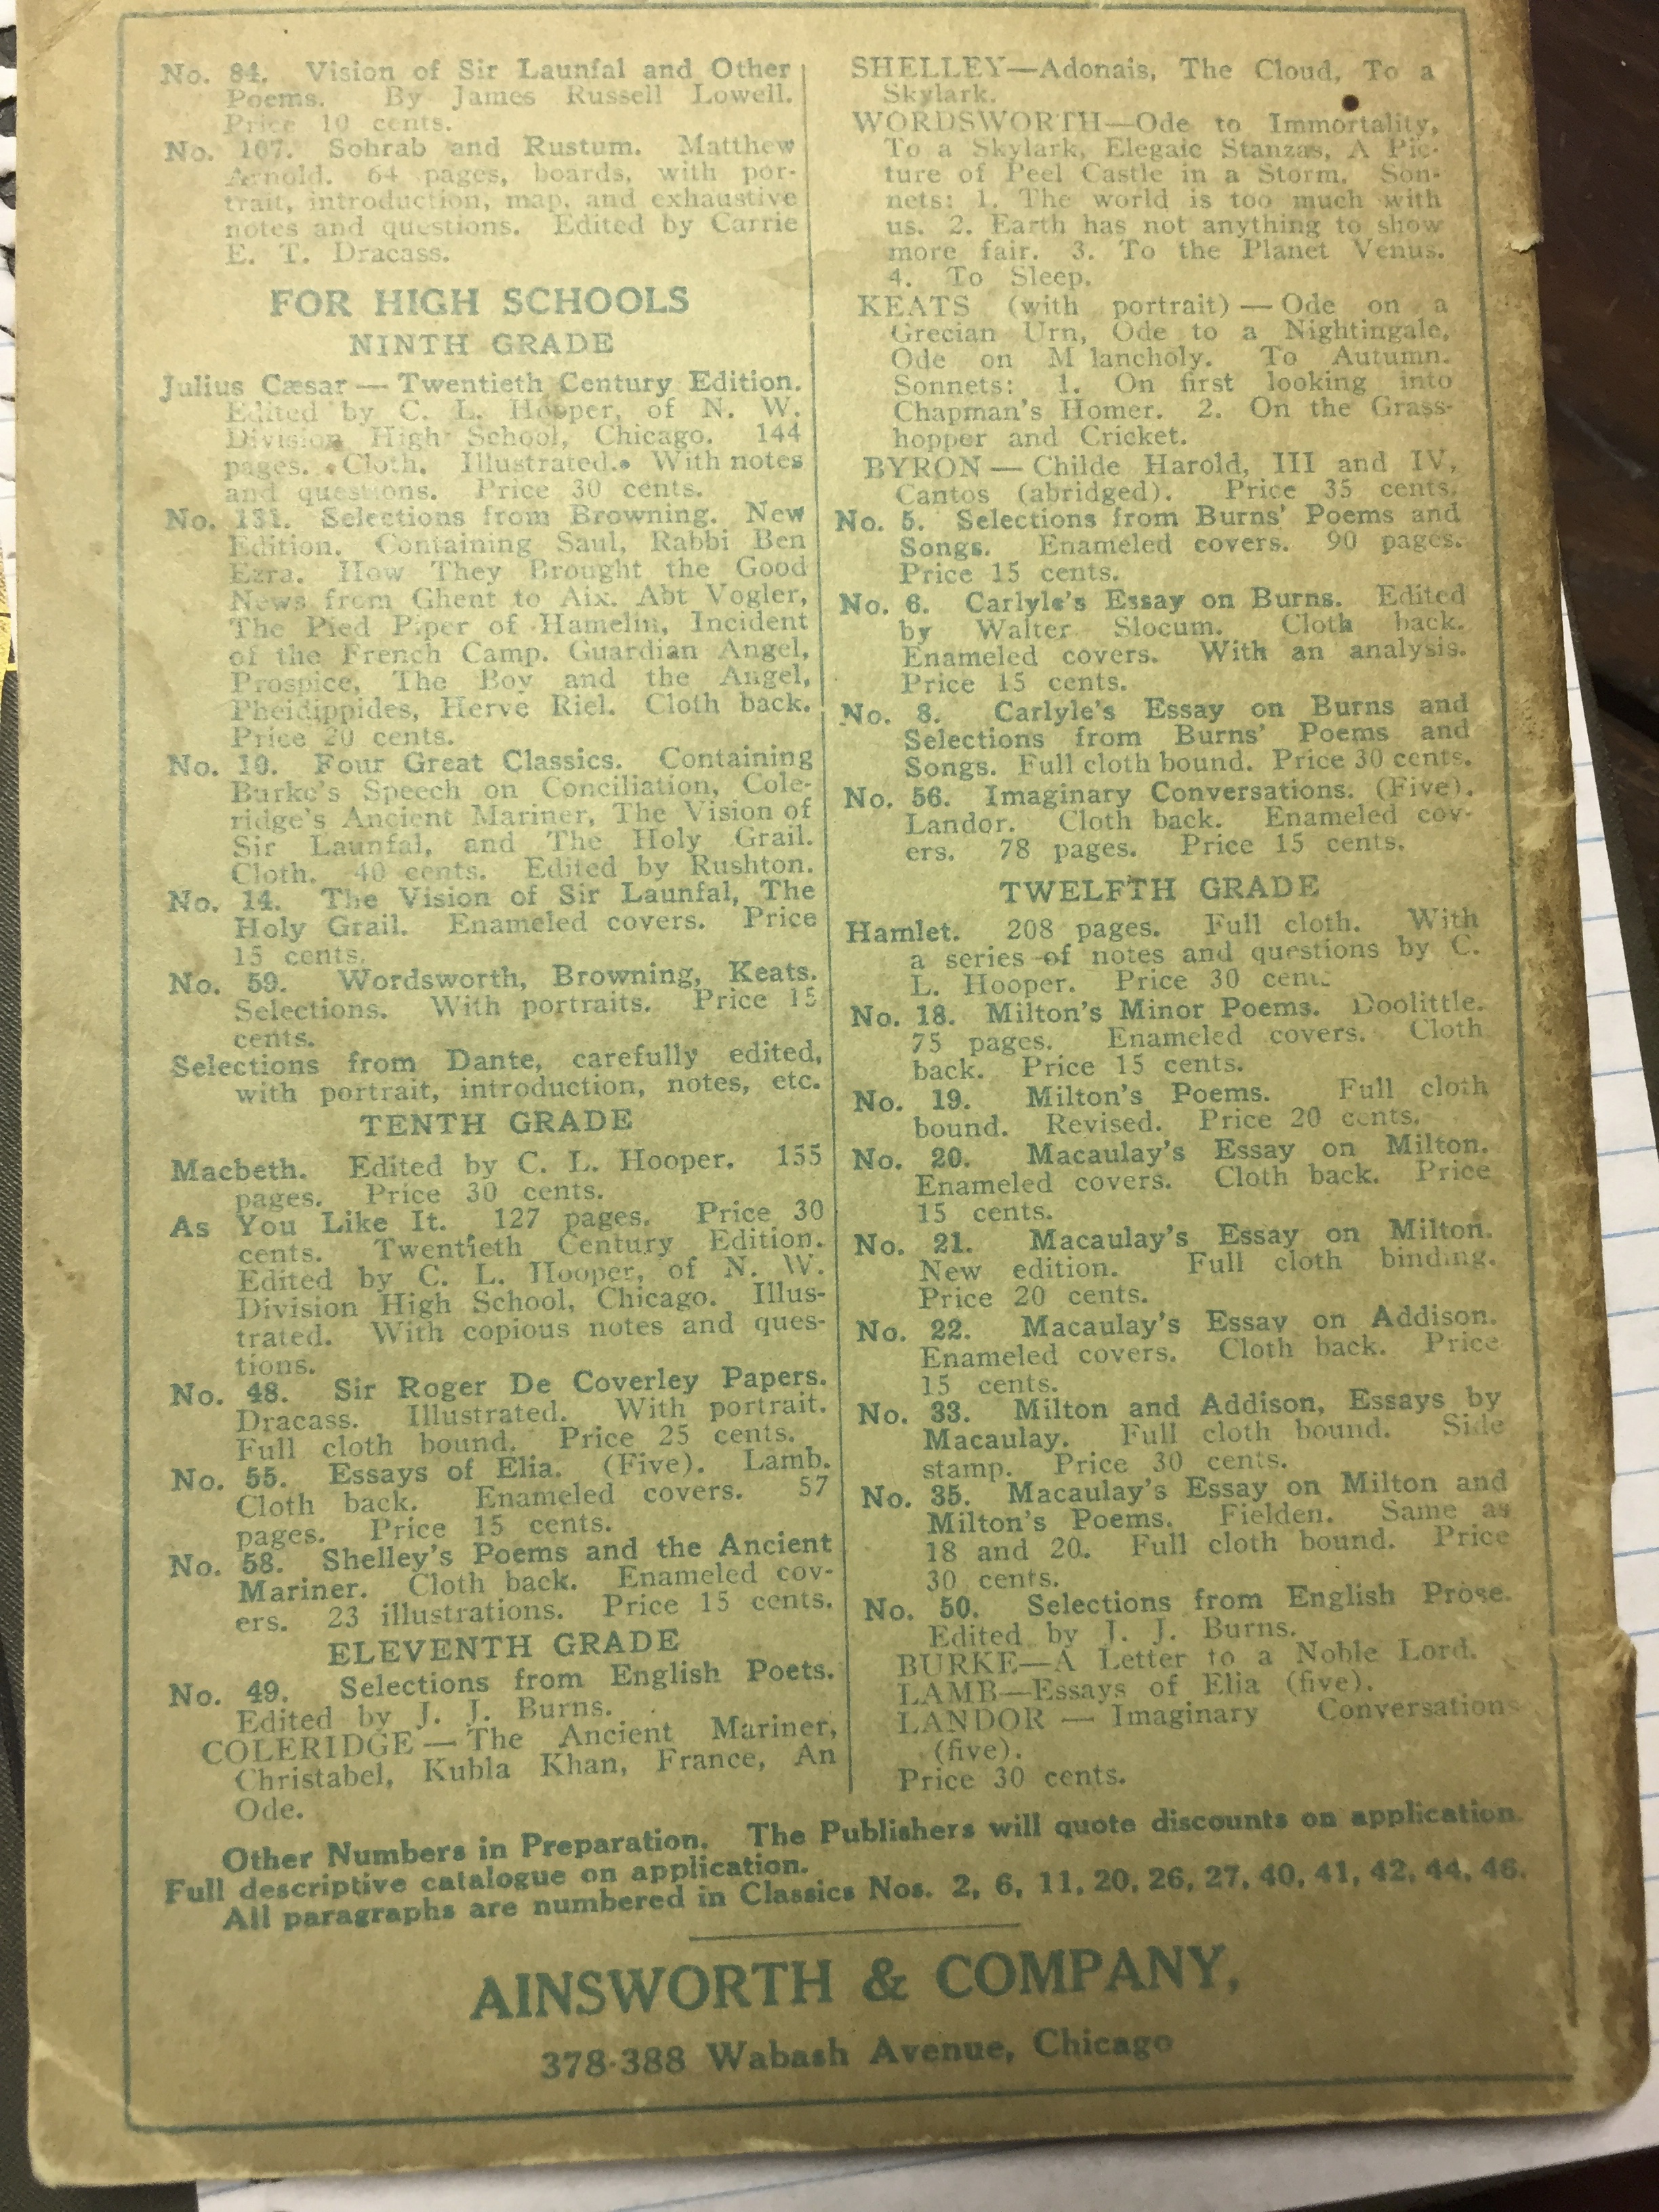 No. 84. Vision of Sir Launfal and Other
Poems. By James Russell Lowell.
Price 10 cents.
No. 107. Sohrab and Rustum. Matthew
Arnold. 64 pages, boards, with por-
trait, introduction, map, and exhaustive
notes and questions. Edited by Carrie
E. T. Dracass.
FOR HIGH SCHOOLS
NINTH GRADE
Julius Cæsar — Twentieth Century Edition.
Edited by C. L. Hooper, of N. W.
Division High School, Chicago. 144
pages. Cloth. Illustrated. With notes
and questions. Price 30 cents.
No. 131. Selections from Browning. New
Edition. Containing Saul, Rabbi Ben
Ezra. How They Brought the Good
News from Ghent to Aix. Abt Vogler,
The Pied Piper of Hamelin, Incident
of the French Camp. Guardian Angel,
Prospice, The Boy and the Angel,
Pheidippides, Herve Riel. Cloth back.
Price 20 cents.
No. 10. Four Great Classics. Containing
Burke's Speech on Conciliation, Cole-
ridge's Ancient Mariner, The Vision of
Sir Launfal, and The Holy Grail.
Cloth. 40 cents. Edited by Rushton.
No. 14. The Vision of Sir Launfal, The
Holy Grail. Enameled covers. Price
15 cents.
No. 59. Wordsworth, Browning, Keats.
Selections. With portraits. Price 15
cents.
Selections from Dante, carefully edited,
with portrait, introduction, notes, etc.
TENTH GRADE
Macbeth. Edited by C. L. Hooper. 155
pages. Price 30 cents.
As You Like It. 127 pages. Price 30
cents. Twentieth Century Edition.
Edited by C. L. Hooper, of N. W.
Division High School, Chicago. Illus-
trated. With copious notes and ques-
tions.
No. 48. Sir Roger De Coverley Papers.
Dracass. Illustrated. With portrait.
Full cloth bound. Price 25 cents.
No. 55. Essays of Elia. (Five). Lamb.
Cloth back. Enameled covers. 57
pages. Price 15 cents.
No. 58. Shelley's Poems and the Ancient
Mariner. Cloth back. Enameled cov-
ers. 23 illustrations. Price 15 cents.
ELEVENTH GRADE
No. 49. Selections from English Poets.
Edited by J. J. Burns.
COLERIDGE — The Ancient Mariner,
Christabel, Kubla Khan, France, An
Ode.
SHELLEY—Adonais, The Cloud, To a
Skylark.
WORDSWORTH—Ode to Immortality,
To a Skylark, Elegaic Stanzas, A Pic-
ture of Peel Castle in a Storm. Son-
nets: 1. The world is too much with
us. 2. Earth has not anything to show
more fair. 3. To the Planet Venus.
4. To Sleep.
KEATS (with portrait) — Ode on a
Grecian Urn, Ode to a Nightingale,
Ode on M lancholy. To Autumn.
Sonnets: 1. On first looking into
Chapman's Homer. 2. On the Grass-
hopper and Cricket.
BYRON — Childe Harold, III and IV,
Cantos (abridged). Price 35 cents.
No. 5. Selections from Burns' Poems and
Songs. Enameled covers. 90 pages.
Price 15 cents.
No. 6. Carlyle's Essay on Burns. Edited
by Walter Slocum. Cloth back.
Enameled covers. With an analysis.
Price 15 cents.
No. 8. Carlyle's Essay on Burns and
Selections from Burns' Poems and
Songs. Full cloth bound. Price 30 cents.
No. 56. Imaginary Conversations. (Five).
Landor. Cloth back. Enameled cov-
ers. 78 pages. Price 15 cents.
TWELFTH GRADE
Hamlet. 208 pages. Full cloth. With
a series of notes and questions by C.
L. Hooper. Price 30 cent.
No. 18. Milton's Minor Poems. Doolittle.
75 pages. Enameled covers. Cloth
back. Price 15 cents.
No. 19. Milton's Poems. Full cloth
bound. Revised. Price 20 cents.
No. 20. Macaulay's Essay on Milton.
Enameled covers. Cloth back. Price
15 cents.
No. 21. Macaulay's Essay on Milton.
New edition. Full cloth binding.
Price 20 cents.
No. 22. Macaulay's Essay on Addison.
Enameled covers. Cloth back. Price
15 cents.
No. 33. Milton and Addison, Essays by
Macaulay. Full cloth bound. Side
stamp. Price 30 cents.
No. 35. Macaulay's Essay on Milton and
Milton's Poems. Fielden. Same as
18 and 20. Full cloth bound. Price
30 cents.
No. 50. Selections from English Prose.
Edited by J. J. Burns.
BURKE—A Letter to a Noble Lord.
LAMB—Essays of Elia (five).
LANDOR — Imaginary Conversations
(five).
Price 30 cents.
Other Numbers in Preparation. The Publishers will quote discounts on application.
Full descriptive catalogue on application.
All paragraphs are numbered in Classics Nos. 2, 6, 11, 20, 26, 27, 40, 41, 42, 44, 46.
AINSWORTH & COMPANY,
378-388 Wabash Avenue, Chicago